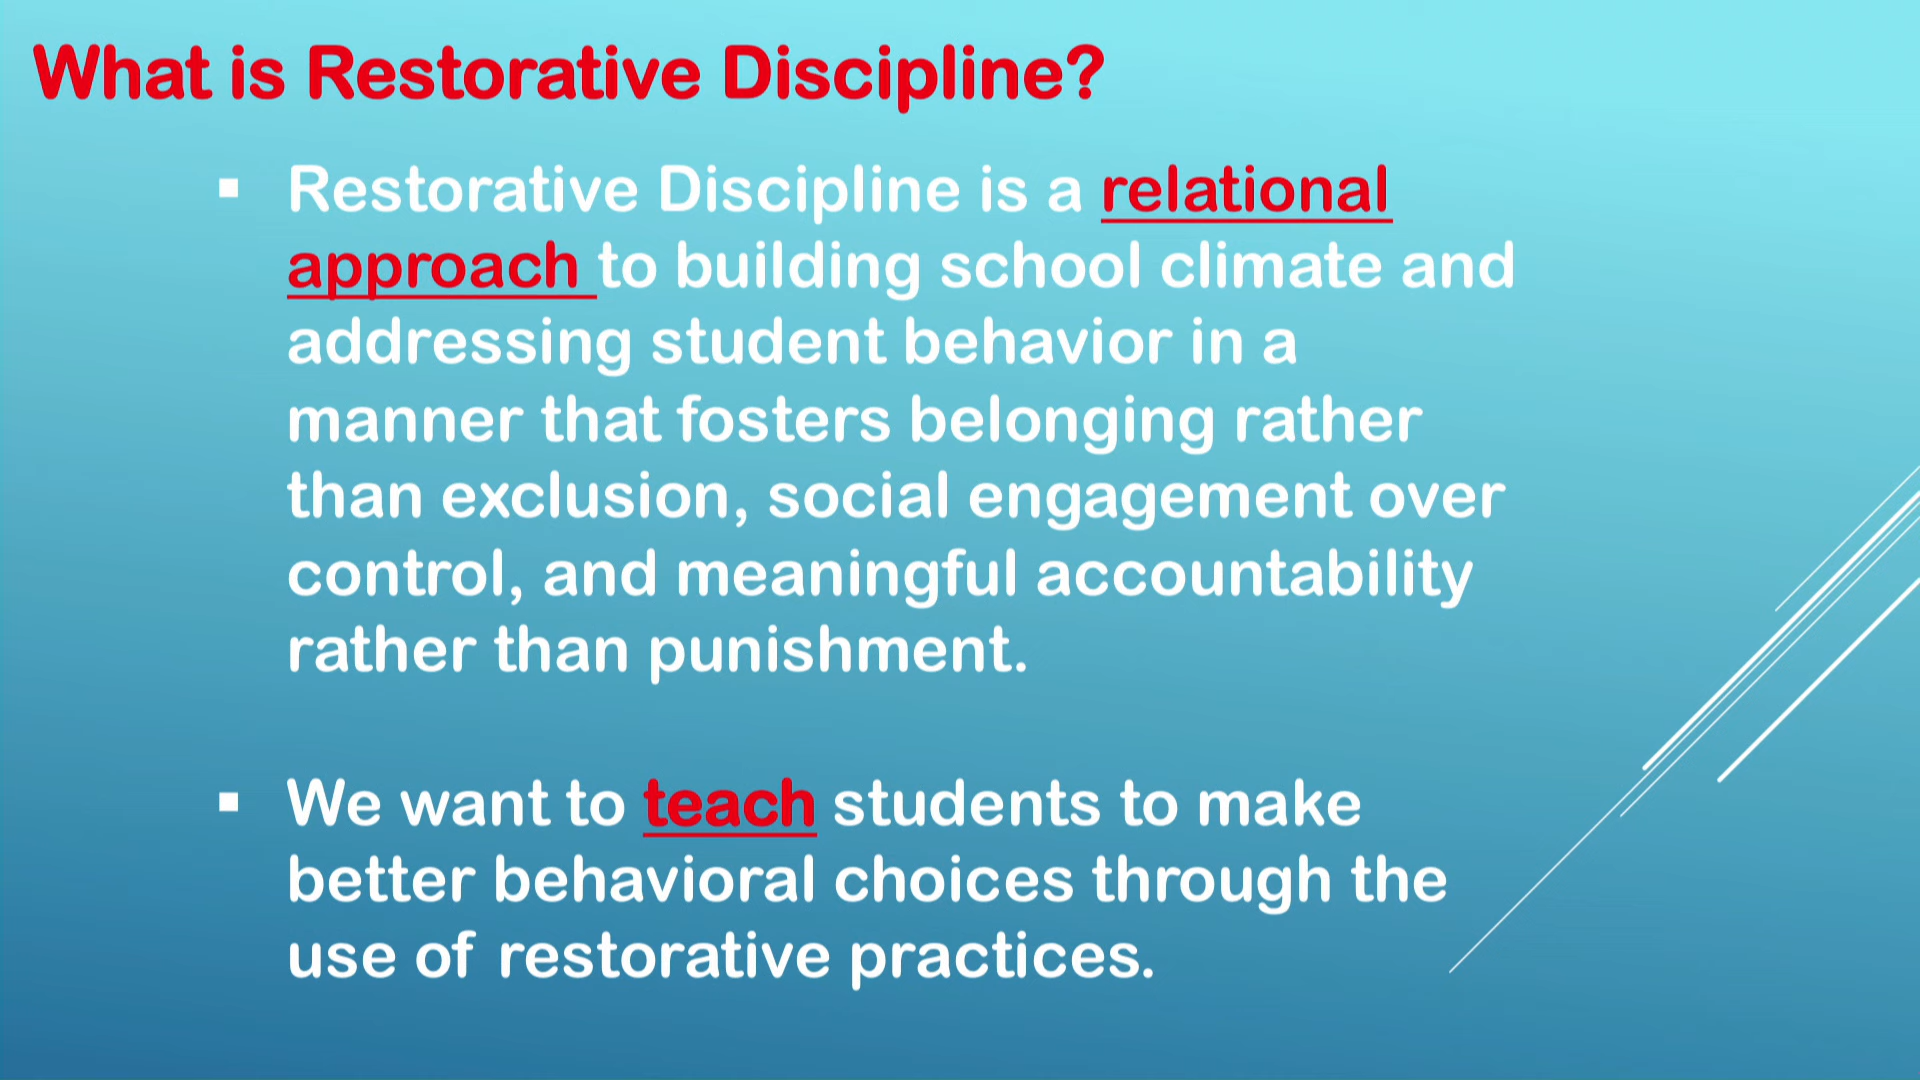 What is Restorative Discipline?
▪ Restorative Discipline is a relational
approach to building school climate and
addressing student behavior in a
manner that fosters belonging rather
than exclusion, social engagement over
control, and meaningful accountability
rather than punishment.
▪ We want to teach students to make
better behavioral choices through the
use of restorative practices.